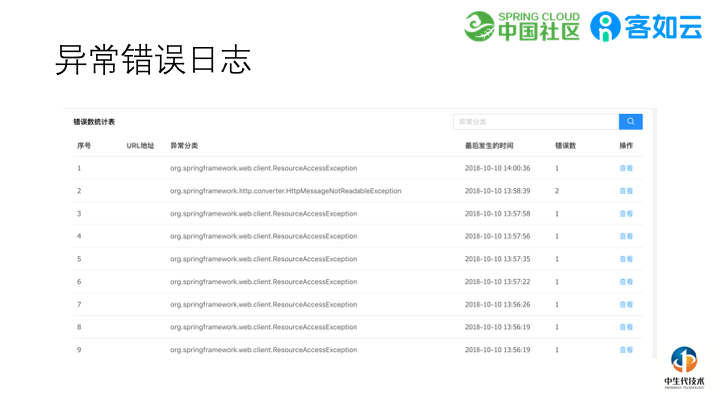 SPRING CLOUD
中国社区
客如云
异常错误日志
错误数统计表
异常分类
序号 URL地址 异常分类 最后发生的时间 错误数 操作
1 org.springframework.web.client.ResourceAccessException 2018-10-10 14:00:36 1 查看
2 org.springframework.http.converter.HttpMessageNotReadableException 2018-10-10 13:58:39 2 查看
3 org.springframework.web.client.ResourceAccessException 2018-10-10 13:57:58 1 查看
4 org.springframework.web.client.ResourceAccessException 2018-10-10 13:57:56 1 查看
5 org.springframework.web.client.ResourceAccessException 2018-10-10 13:57:35 1 查看
6 org.springframework.web.client.ResourceAccessException 2018-10-10 13:57:22 1 查看
7 org.springframework.web.client.ResourceAccessException 2018-10-10 13:56:26 1 查看
8 org.springframework.web.client.ResourceAccessException 2018-10-10 13:56:19 1 查看
9 org.springframework.web.client.ResourceAccessException 2018-10-10 13:56:19 1 查看
中生代技术